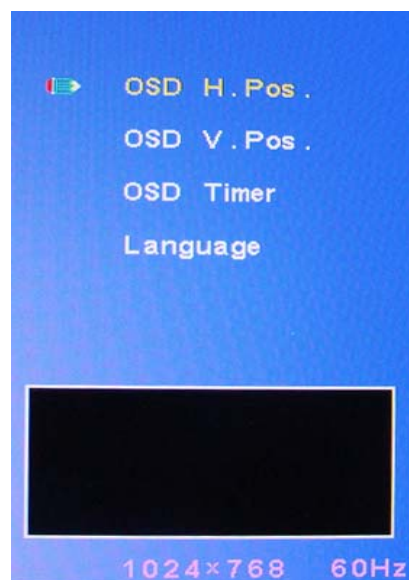 OSD H.Pos.
OSD V.Pos.
OSD Timer
Language
1024×768 60Hz